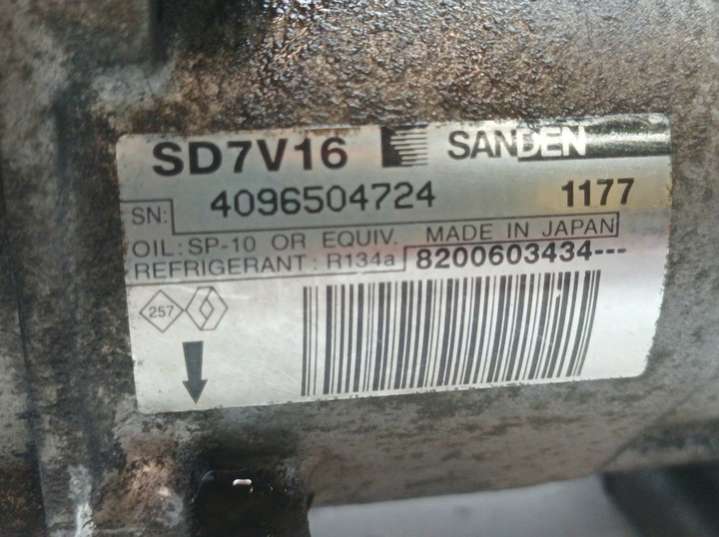 SD7V16 SANDEN
SN: 4096504724 1177
OIL: SP-10 OR EQUIV. MADE IN JAPAN
REFRIGERANT: R134a 8200603434---
257